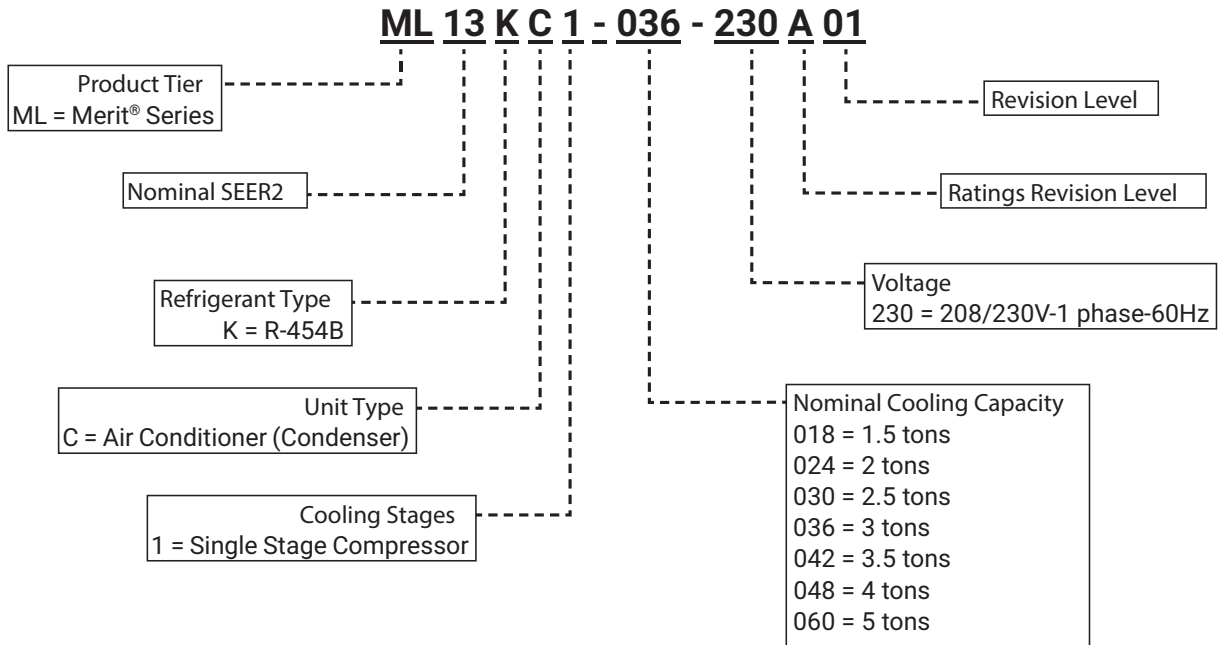 ML 13 K C 1 - 036 - 230 A 01
Product Tier
ML = Merit® Series
Revision Level
Nominal SEER2
Ratings Revision Level
Refrigerant Type
K = R-454B
Voltage
230 = 208/230V-1 phase-60Hz
Unit Type
C = Air Conditioner (Condenser)
Nominal Cooling Capacity
018 = 1.5 tons
024 = 2 tons
030 = 2.5 tons
036 = 3 tons
042 = 3.5 tons
048 = 4 tons
060 = 5 tons
Cooling Stages
1 = Single Stage Compressor